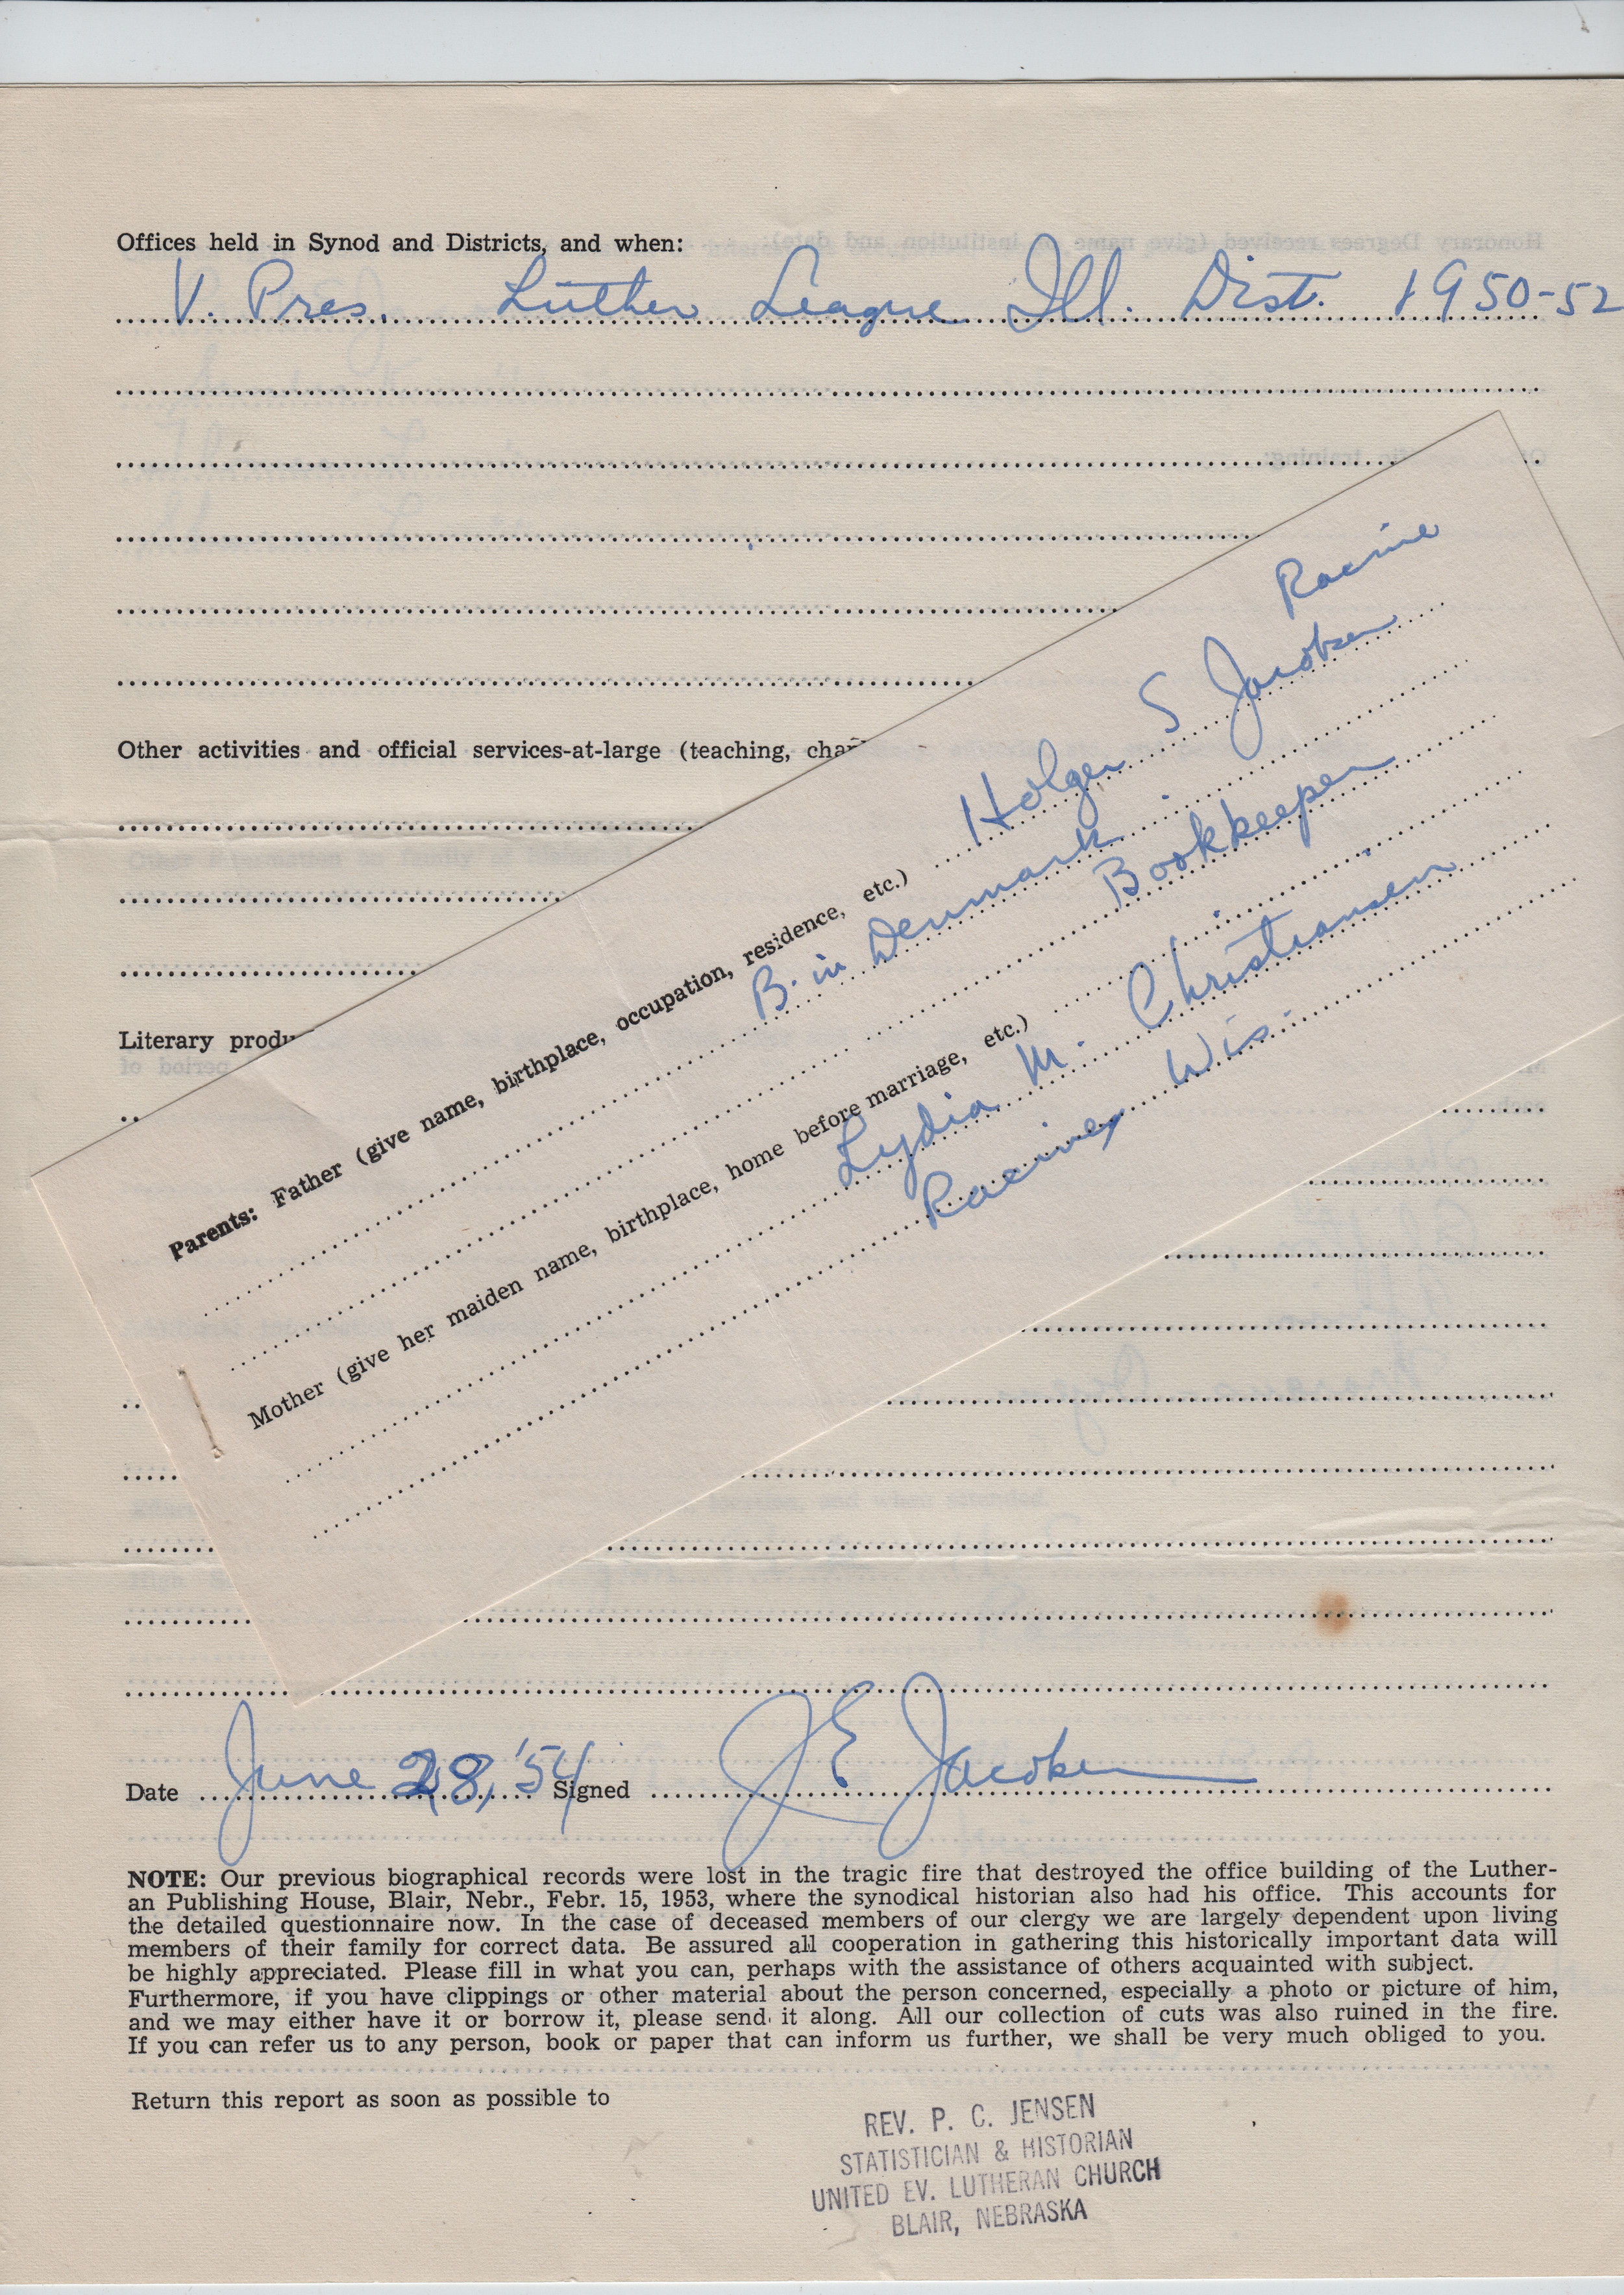 Offices held in Synod and Districts, and when:
V. Pres. Luther League Ill. Dist. 1950-52
Other activities and official services-at-large (teaching, chap
Literary produ
Racine
Parents: Father (give name, birthplace, occupation, residence, etc.) Holger S Jacobsen
B. in Denmark.
Bookkeeper
Mother (give her maiden name, birthplace, home before marriage, etc.)
Lydia M. Christiansen
Racine, Wis.
Date June 28, '54 Signed J E Jacobsen
NOTE: Our previous biographical records were lost in the tragic fire that destroyed the office building of the Luther-
an Publishing House, Blair, Nebr., Febr. 15, 1953, where the synodical historian also had his office. This accounts for
the detailed questionnaire now. In the case of deceased members of our clergy we are largely dependent upon living
members of their family for correct data. Be assured all cooperation in gathering this historically important data will
be highly appreciated. Please fill in what you can, perhaps with the assistance of others acquainted with subject.
Furthermore, if you have clippings or other material about the person concerned, especially a photo or picture of him,
and we may either have it or borrow it, please send it along. All our collection of cuts was also ruined in the fire.
If you can refer us to any person, book or paper that can inform us further, we shall be very much obliged to you.
Return this report as soon as possible to
REV. P. C. JENSEN
STATISTICIAN & HISTORIAN
UNITED EV. LUTHERAN CHURCH
BLAIR, NEBRASKA